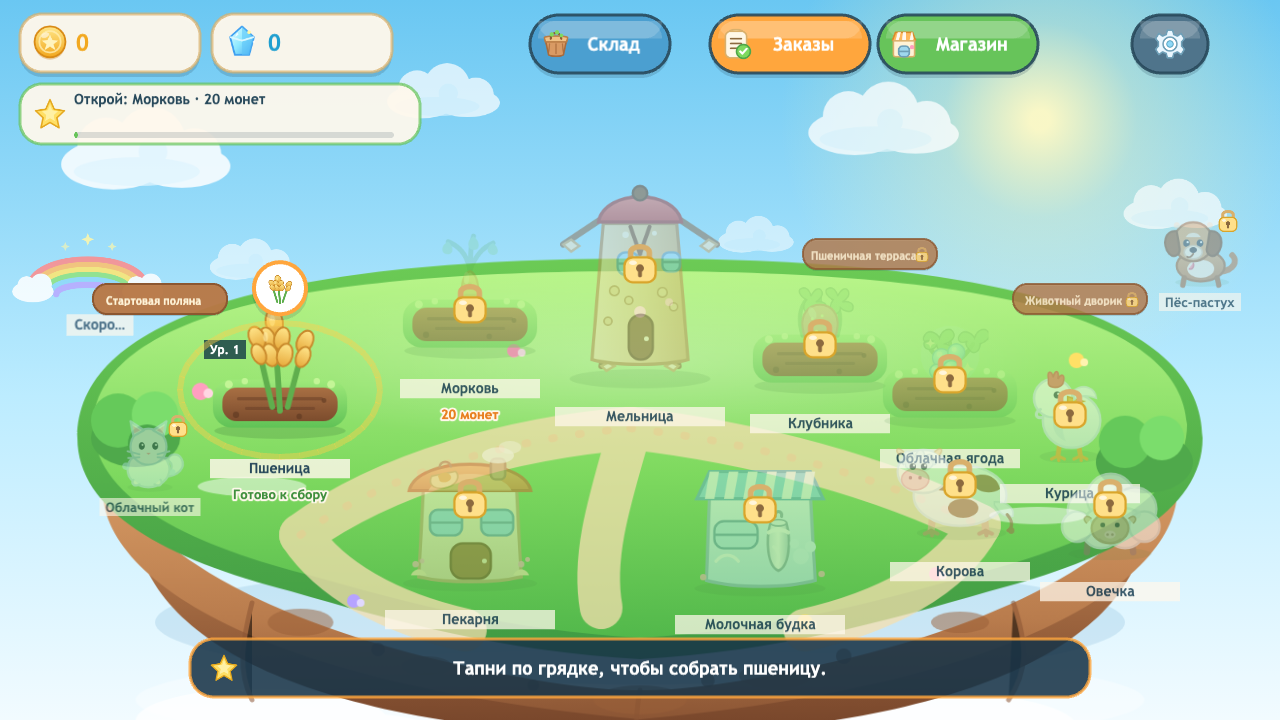 0
0
Склад
Заказы
Магазин
Открой: Морковь · 20 монет
Пшеничная терраса
Стартовая поляна
Животный дворик
Пёс-пастух
Скоро...
Ур. 1
Морковь
20 монет
Мельница
Клубника
Облачная ягода
Пшеница
Готово к сбору
Курица
Облачный кот
Корова
Овечка
Пекарня
Молочная будка
Тапни по грядке, чтобы собрать пшеницу.